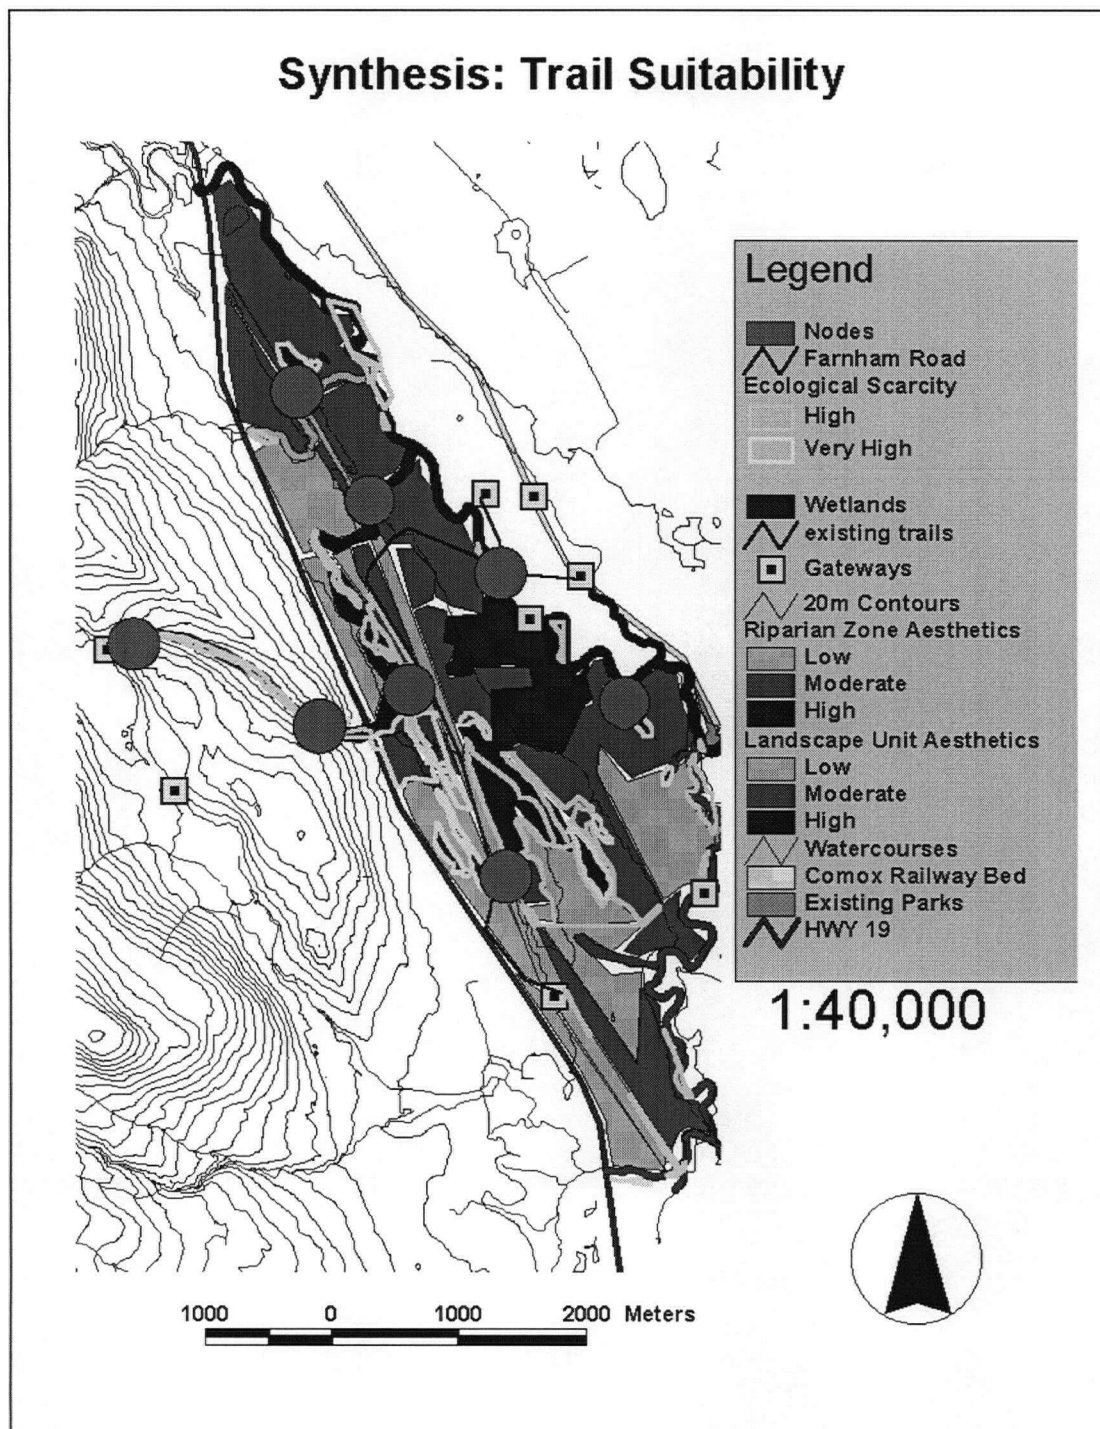 Synthesis: Trail Suitability
Legend
Nodes
Farnham Road
Ecological Scarcity
High
Very High
Wetlands
existing trails
Gateways
20m Contours
Riparian Zone Aesthetics
Low
Moderate
High
Landscape Unit Aesthetics
Low
Moderate
High
Watercourses
Comox Railway Bed
Existing Parks
HWY 19
1:40,000
1000 0 1000 2000 Meters